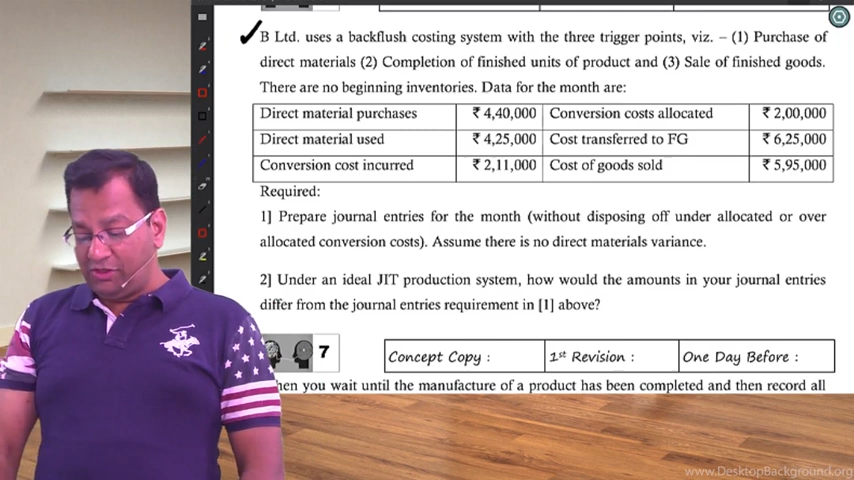 B Ltd. uses a backflush costing system with the three trigger points, viz. – (1) Purchase of
direct materials (2) Completion of finished units of product and (3) Sale of finished goods.
There are no beginning inventories. Data for the month are:
Direct material purchases ₹ 4,40,000 Conversion costs allocated ₹ 2,00,000
Direct material used ₹ 4,25,000 Cost transferred to FG ₹ 6,25,000
Conversion cost incurred ₹ 2,11,000 Cost of goods sold ₹ 5,95,000
Required:
1] Prepare journal entries for the month (without disposing off under allocated or over
allocated conversion costs). Assume there is no direct materials variance.
2] Under an ideal JIT production system, how would the amounts in your journal entries
differ from the journal entries requirement in [1] above?
7 Concept Copy : 1st Revision : One Day Before :
hen you wait until the manufacture of a product has been completed and then record all
www.DesktopBackground.org